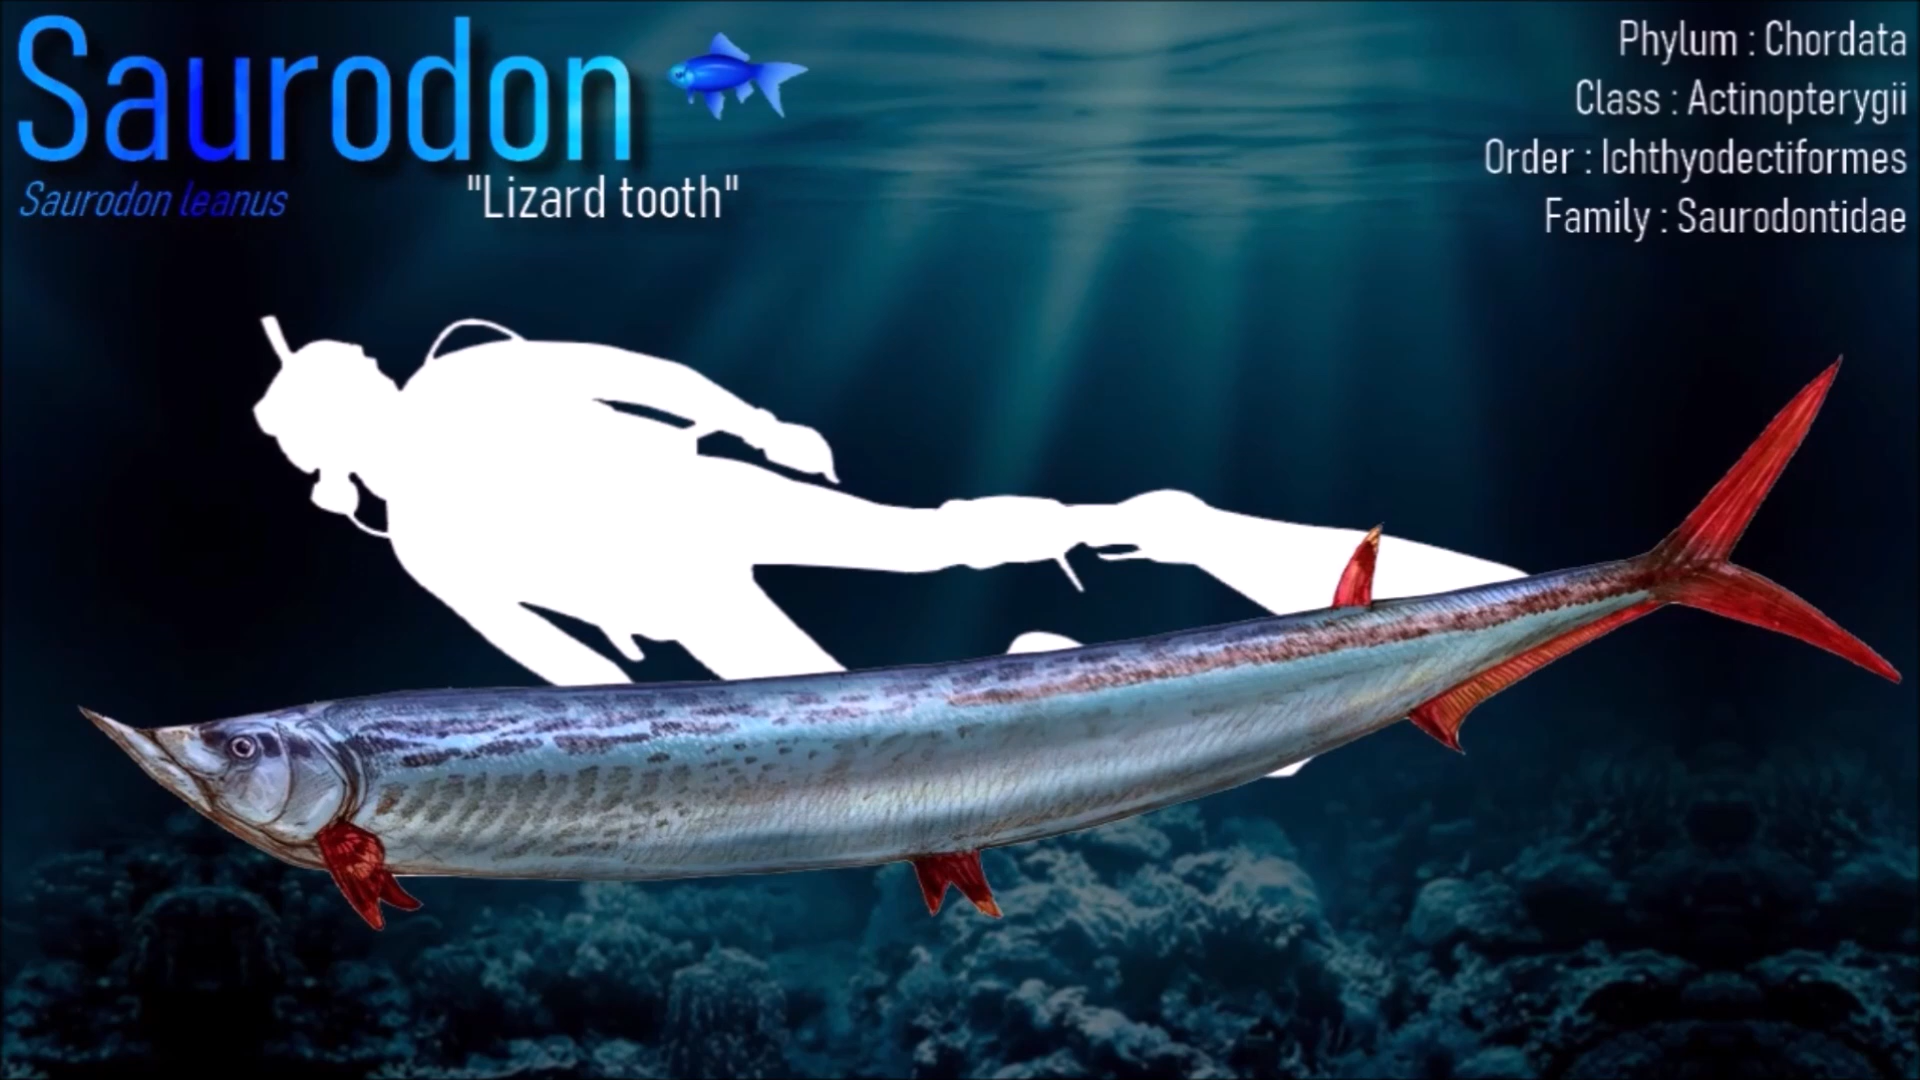 Saurodon
Saurodon leanus
"Lizard tooth"
Phylum : Chordata
Class : Actinopterygii
Order : Ichthyodectiformes
Family : Saurodontidae